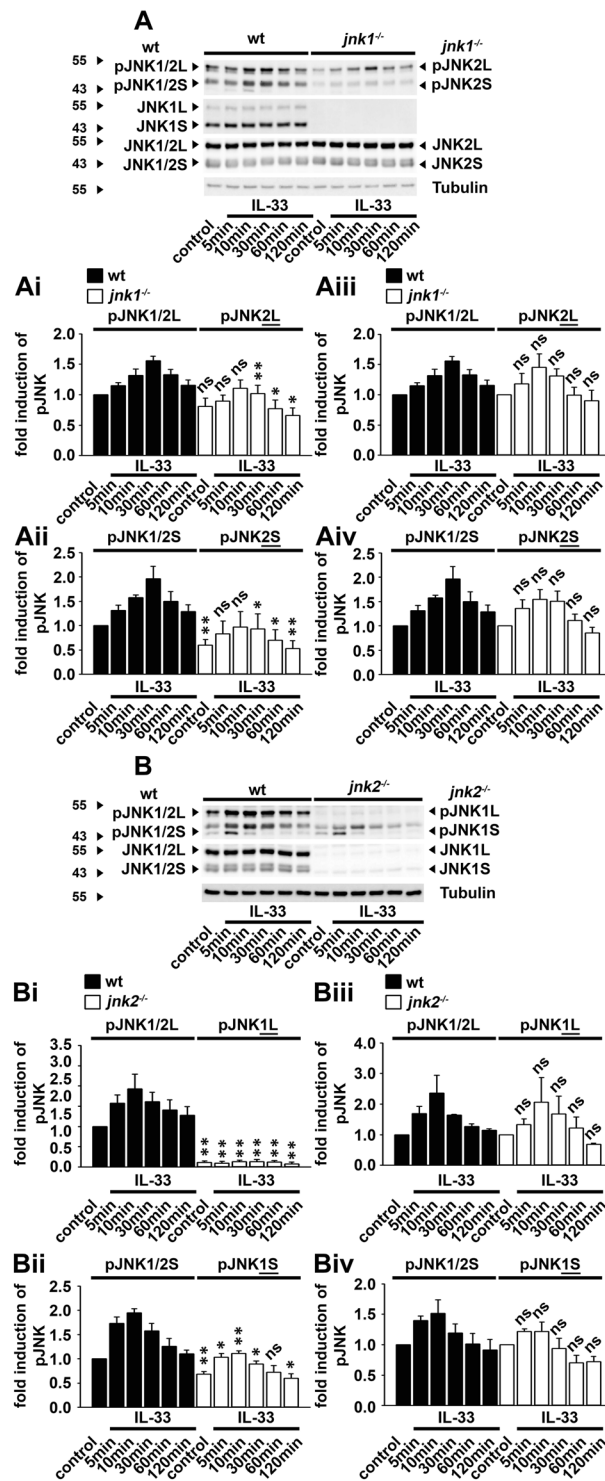 A
wt
wt
jnk1-/-
jnk1-/-
55
pJNK1/2L
pJNK2L
pJNK1/2S
pJNK2S
43
55
JNK1L
JNK1S
43
55
JNK1/2L
JNK2L
43
JNK1/2S
JNK2S
55
Tubulin
IL-33
IL-33
control
5min
10min
30min
60min
120min
control
5min
10min
30min
60min
120min
Ai
wt
jnk1-/-
pJNK1/2L
pJNK2L
fold induction of
pJNK
2.0
1.5
1.0
0.5
0.0
ns
ns
ns
**
*
*
IL-33
IL-33
control
5min
10min
30min
60min
120min
control
5min
10min
30min
60min
120min
Aiii
wt
jnk1-/-
pJNK1/2L
pJNK2L
fold induction of
pJNK
2.0
1.5
1.0
0.5
0.0
ns
ns
ns
ns
ns
IL-33
IL-33
control
5min
10min
30min
60min
120min
control
5min
10min
30min
60min
120min
Aii
pJNK1/2S
pJNK2S
fold induction of
pJNK
2.5
2.0
1.5
1.0
0.5
0.0
**
ns
ns
*
*
**
IL-33
IL-33
control
5min
10min
30min
60min
120min
control
5min
10min
30min
60min
120min
Aiv
pJNK1/2S
pJNK2S
fold induction of
pJNK
2.5
2.0
1.5
1.0
0.5
0.0
ns
ns
ns
ns
ns
IL-33
IL-33
control
5min
10min
30min
60min
120min
control
5min
10min
30min
60min
120min
B
wt
wt
jnk2-/-
jnk2-/-
55
pJNK1/2L
pJNK1L
pJNK1/2S
pJNK1S
43
55
JNK1/2L
JNK1L
JNK1/2S
JNK1S
43
55
Tubulin
IL-33
IL-33
control
5min
10min
30min
60min
120min
control
5min
10min
30min
60min
120min
Bi
wt
jnk2-/-
pJNK1/2L
pJNK1L
fold induction of
pJNK
3.5
2.5
2.0
1.5
1.0
0.5
0.0
**
**
**
**
**
**
IL-33
IL-33
control
5min
10min
30min
60min
120min
control
5min
10min
30min
60min
120min
Biii
wt
jnk2-/-
pJNK1/2L
pJNK1L
fold induction of
pJNK
4.0
3.0
2.0
1.0
0.0
ns
ns
ns
ns
ns
IL-33
IL-33
control
5min
10min
30min
60min
120min
control
5min
10min
30min
60min
120min
Bii
pJNK1/2S
pJNK1S
fold induction of
pJNK
2.5
2.0
1.5
1.0
0.5
0.0
**
*
**
*
ns
*
IL-33
IL-33
control
5min
10min
30min
60min
120min
control
5min
10min
30min
60min
120min
Biv
pJNK1/2S
pJNK1S
fold induction of
pJNK
2.0
1.5
1.0
0.5
0.0
ns
ns
ns
ns
ns
IL-33
IL-33
control
5min
10min
30min
60min
120min
control
5min
10min
30min
60min
120min